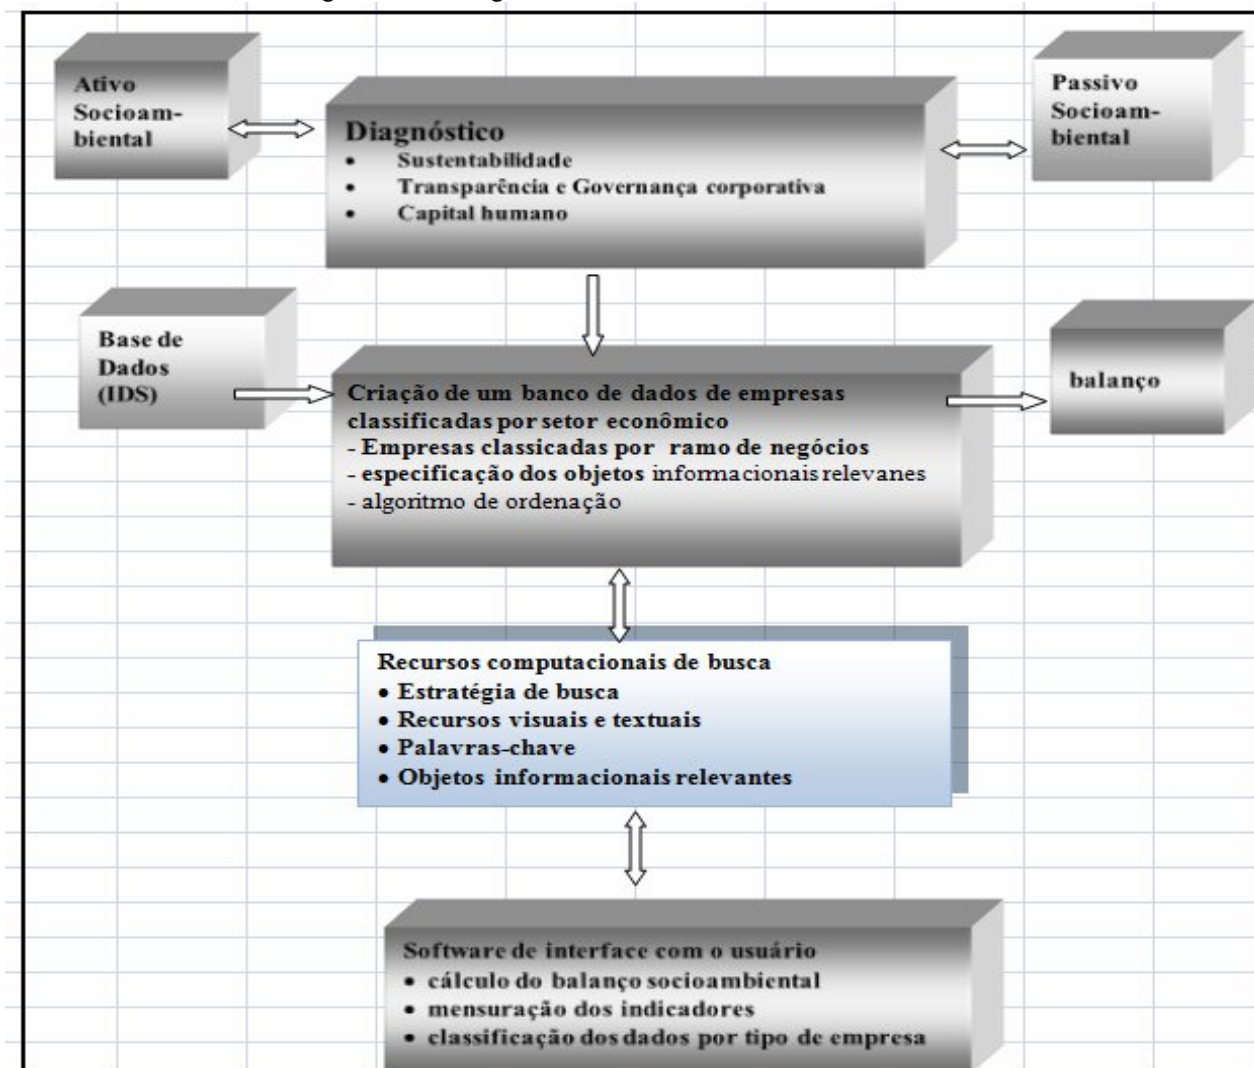 Ativo
Socioam-
biental
Passivo
Socioam-
biental
Diagnóstico
• Sustentabilidade
• Transparência e Governança corporativa
• Capital humano
Base de
Dados
(IDS)
Criação de um banco de dados de empresas
classificadas por setor econômico
- Empresas classicadas por ramo de negócios
- especificação dos objetos informacionais relevanes
- algoritmo de ordenação
balanço
Recursos computacionais de busca
• Estratégia de busca
• Recursos visuais e textuais
• Palavras-chave
• Objetos informacionais relevantes
Software de interface com o usuário
• cálculo do balanço socioambiental
• mensuração dos indicadores
• classificação dos dados por tipo de empresa